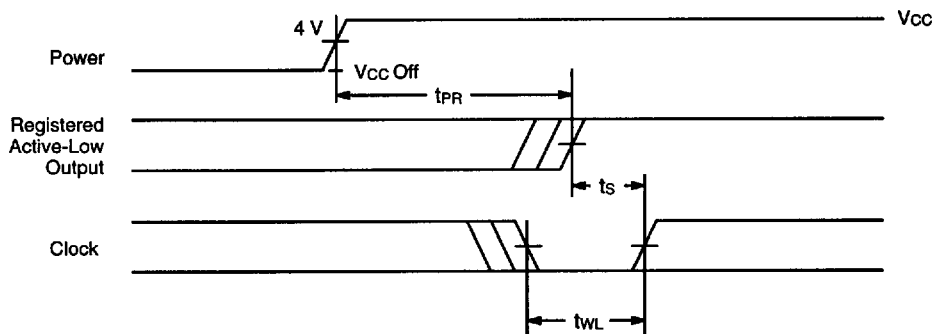 4 V
VCC
Power
VCC Off
tPR
Registered
Active-Low
Output
tS
Clock
tWL